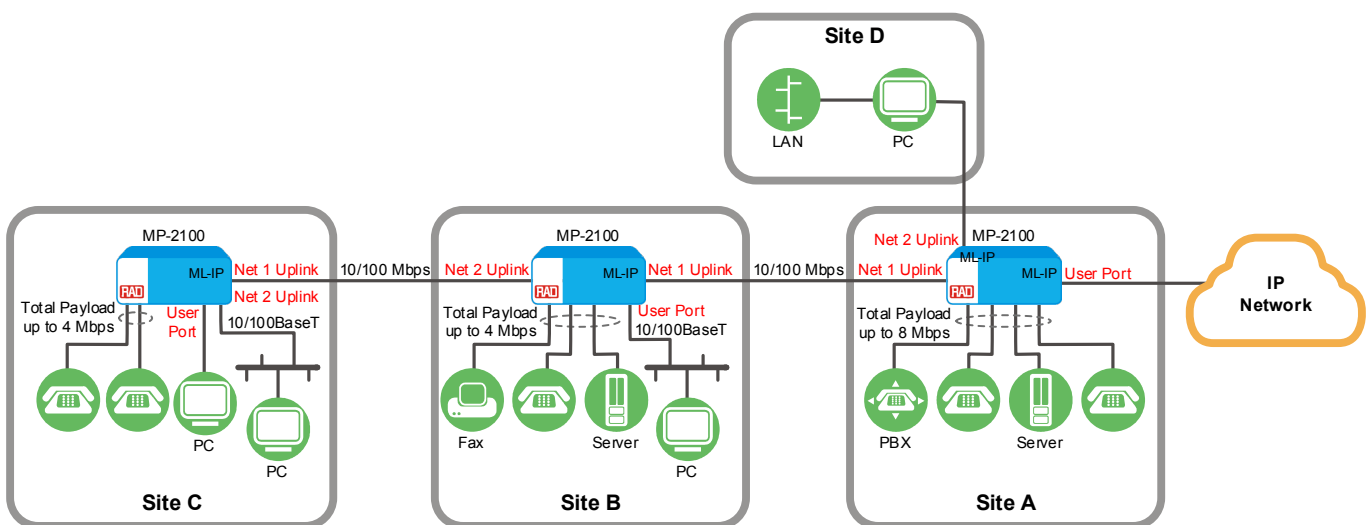 Site D
LAN
PC
MP-2100
ML-IP
RAD
Net 1 Uplink
Net 2 Uplink
10/100BaseT
User
Port
Total Payload
up to 4 Mbps
PC
PC
Site C
10/100 Mbps
MP-2100
Net 2 Uplink
ML-IP
RAD
Net 1 Uplink
User Port
10/100BaseT
Total Payload
up to 4 Mbps
Fax
Server
PC
Site B
10/100 Mbps
Net 2 Uplink
MP-2100
ML-IP
Net 1 Uplink
ML-IP
RAD
User Port
Total Payload
up to 8 Mbps
PBX
Server
Site A
IP
Network